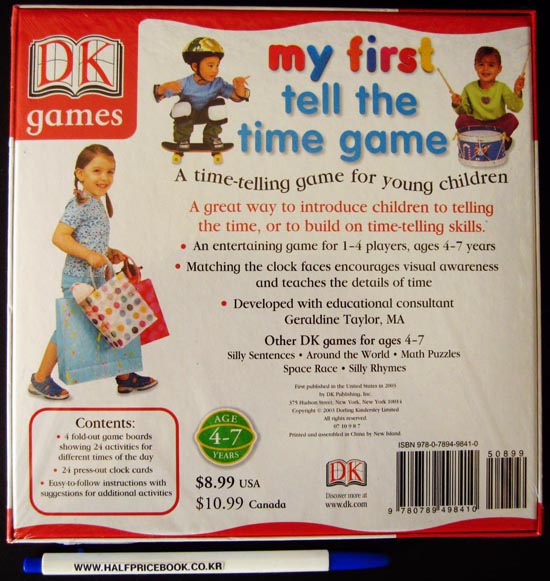 DK
games
my first
tell the
time game
A time-telling game for young children
A great way to introduce children to telling
the time, or to build on time-telling skills.
• An entertaining game for 1-4 players, ages 4-7 years
• Matching the clock faces encourages visual awareness
and teaches the details of time
• Developed with educational consultant
Geraldine Taylor, MA
Other DK games for ages 4-7
Silly Sentences • Around the World • Math Puzzles
Space Race • Silly Rhymes
First published in the United States in 2003
by DK Publishing, Inc.
375 Hudson Street, New York, New York 10014
Copyright © 2003 Dorling Kindersley Limited
All rights reserved.
07 10 9 8 7
Printed and assembled in China by New Island
Contents:
• 4 fold-out game boards
showing 24 activities for
different times of the day
• 24 press-out clock cards
• Easy-to-follow instructions with
suggestions for additional activities
AGE
4-7
YEARS
$8.99 USA
$10.99 Canada
DK
Discover more at
www.dk.com
ISBN 978-0-7894-9841-0
50899
9 780789 498410
WWW.HALFPRICEBOOK.CO.KR